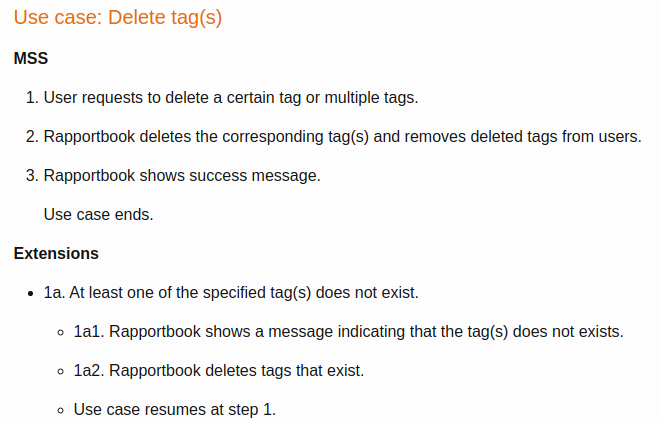 Use case: Delete tag(s)
MSS
1. User requests to delete a certain tag or multiple tags.
2. Rapportbook deletes the corresponding tag(s) and removes deleted tags from users.
3. Rapportbook shows success message.
Use case ends.
Extensions
• 1a. At least one of the specified tag(s) does not exist.
◦ 1a1. Rapportbook shows a message indicating that the tag(s) does not exists.
◦ 1a2. Rapportbook deletes tags that exist.
◦ Use case resumes at step 1.